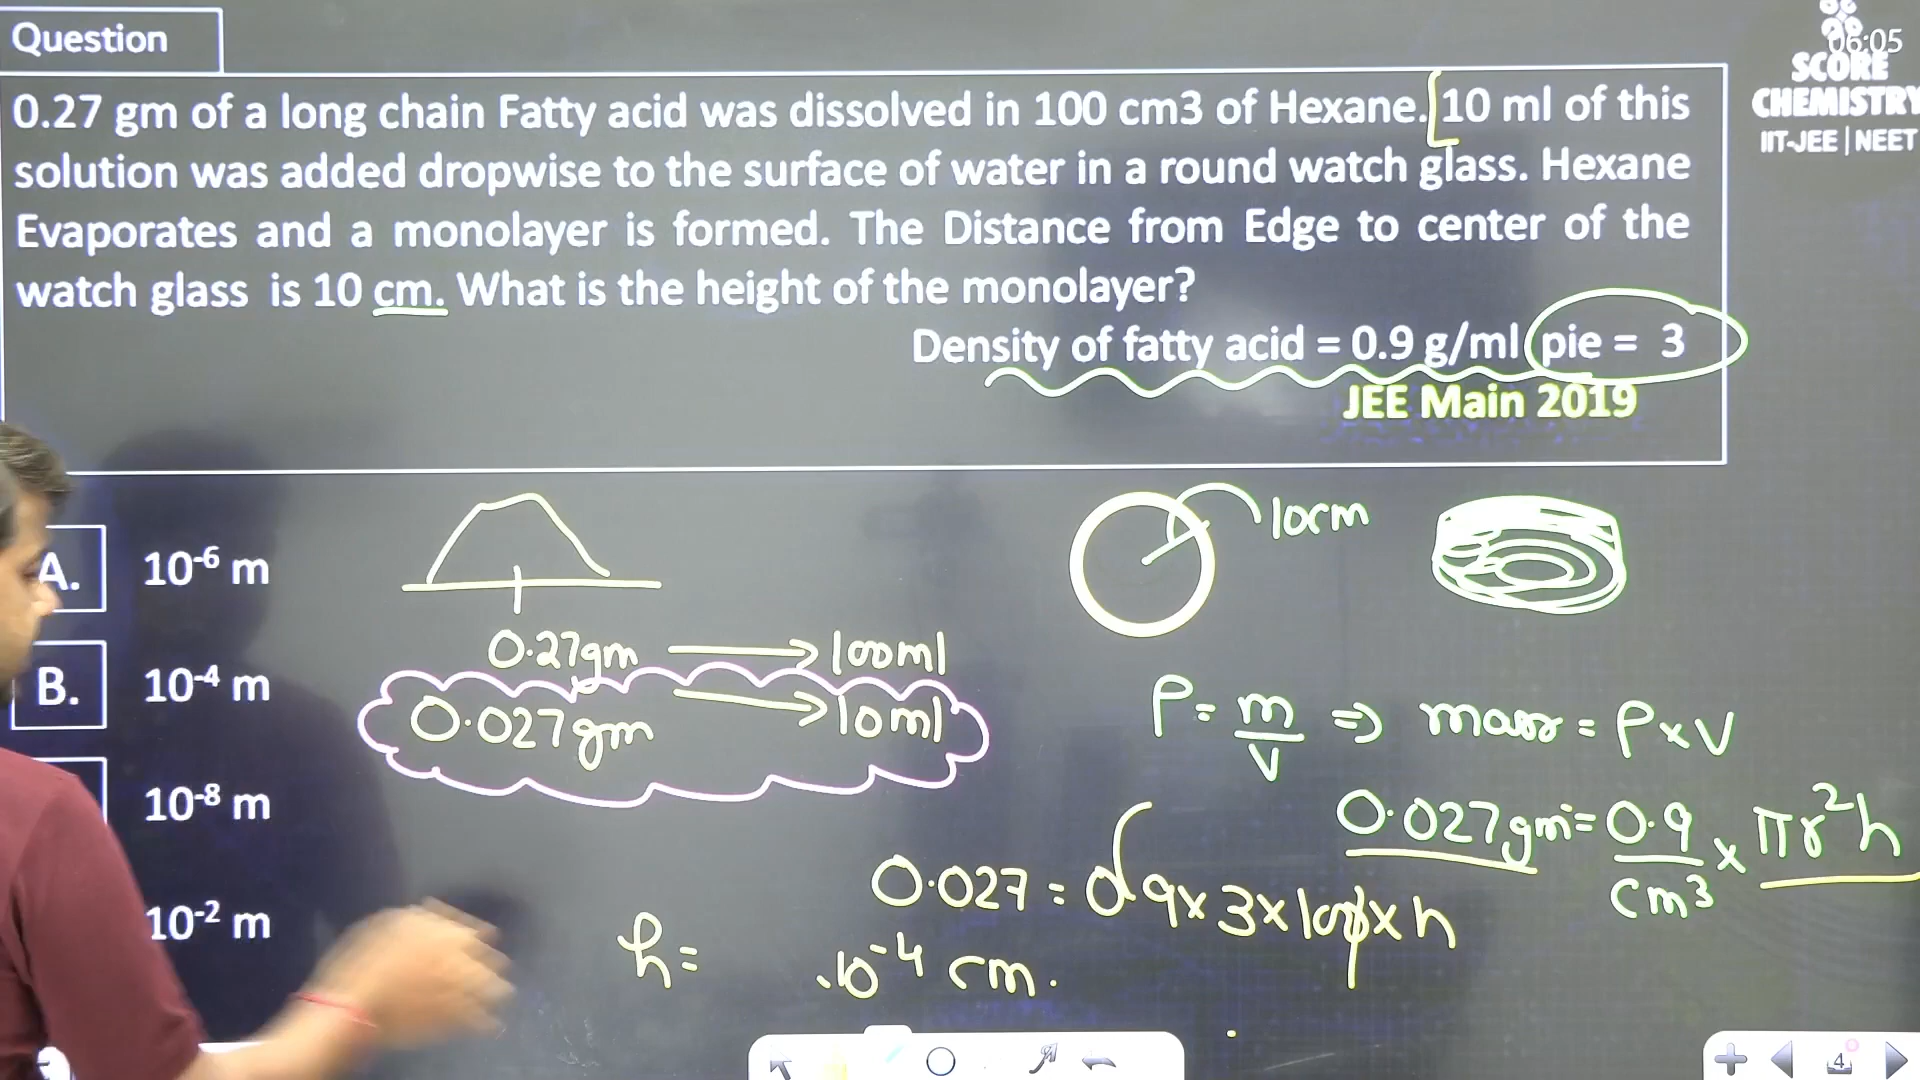 Question
06:05
SCORE
CHEMISTRY
IIT-JEE | NEET
0.27 gm of a long chain Fatty acid was dissolved in 100 cm3 of Hexane. [10 ml of this
solution was added dropwise to the surface of water in a round watch glass. Hexane
Evaporates and a monolayer is formed. The Distance from Edge to center of the
watch glass is 10 cm. What is the height of the monolayer?
Density of fatty acid = 0.9 g/ml pie = 3
JEE Main 2019
A. 10⁻⁶ m
B. 10⁻⁴ m
10⁻⁸ m
10⁻² m
10cm
0.27gm → 100ml
0.027gm → 10ml
ρ = m/V ⇒ mass = ρ × V
0.027gm = 0.9/cm³ × πr²h
0.027 = 0.9 × 3 × 100 × h
h = 10⁻⁴ cm.
4